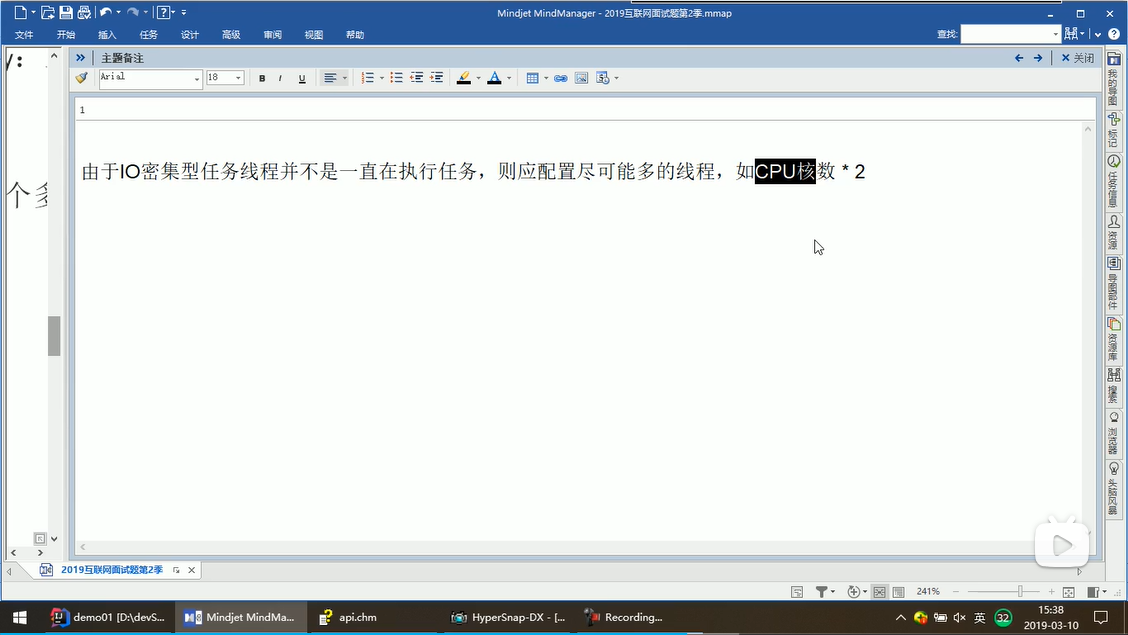 Mindjet MindManager - 2019互联网面试题第2季.mmap
文件 开始 插入 任务 设计 高级 审阅 视图 帮助 查找:
主题备注 关闭
Arial 18 B I U A
1
由于IO密集型任务线程并不是一直在执行任务，则应配置尽可能多的线程，如CPU核数 * 2
个多
我的导图
标记
任务信息
资源
导图部件
资源库
搜索
浏览器
头脑风暴
2019互联网面试题第2季
241%
demo01 [D:\devS... Mindjet MindMa... api.chm HyperSnap-DX - [... Recording... 英 32 15:38
2019-03-10